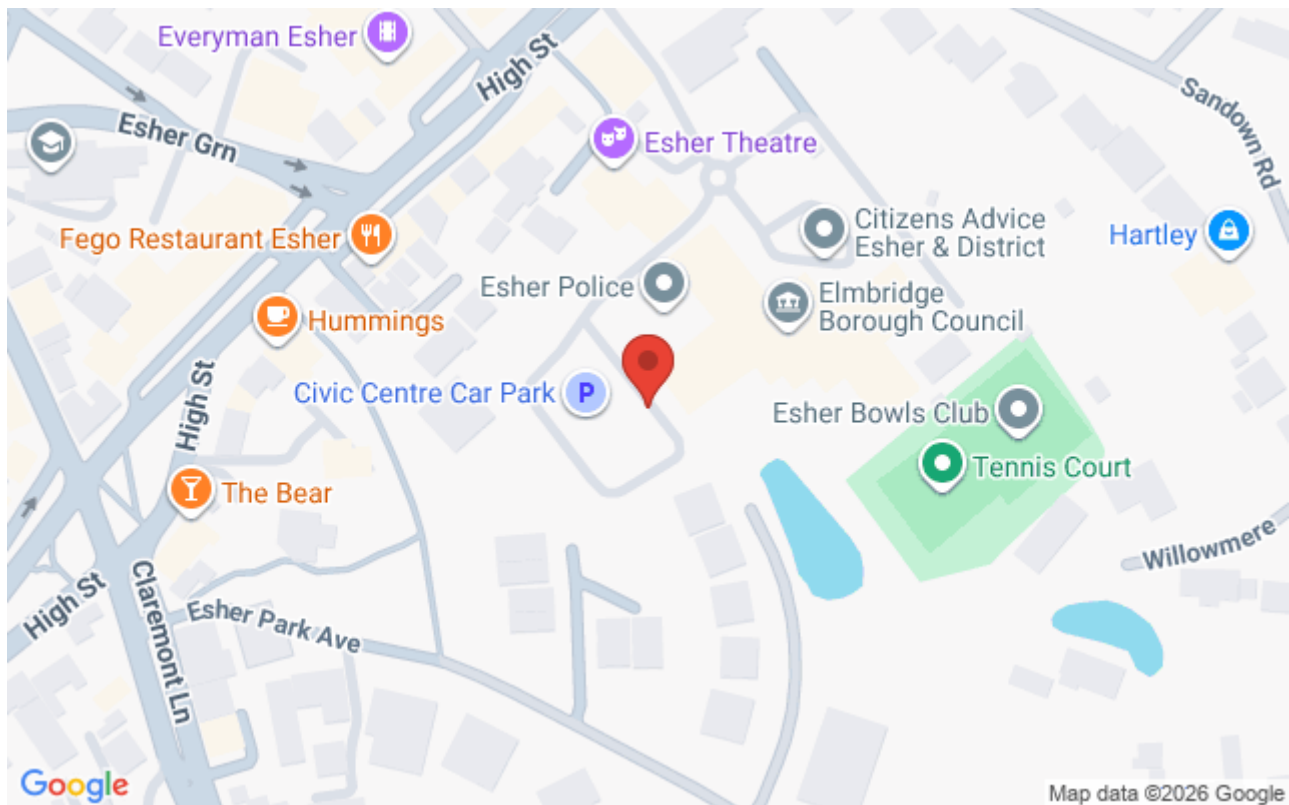 Everyman Esher
High St
Esher Grn
Esher Theatre
Sandown Rd
Citizens Advice
Esher & District
Hartley
Fego Restaurant Esher
Esher Police
Elmbridge
Borough Council
Hummings
Civic Centre Car Park
P
High St
Esher Bowls Club
Tennis Court
The Bear
Willowmere
High St
Claremont Ln
Esher Park Ave
Google
Map data ©2026 Google